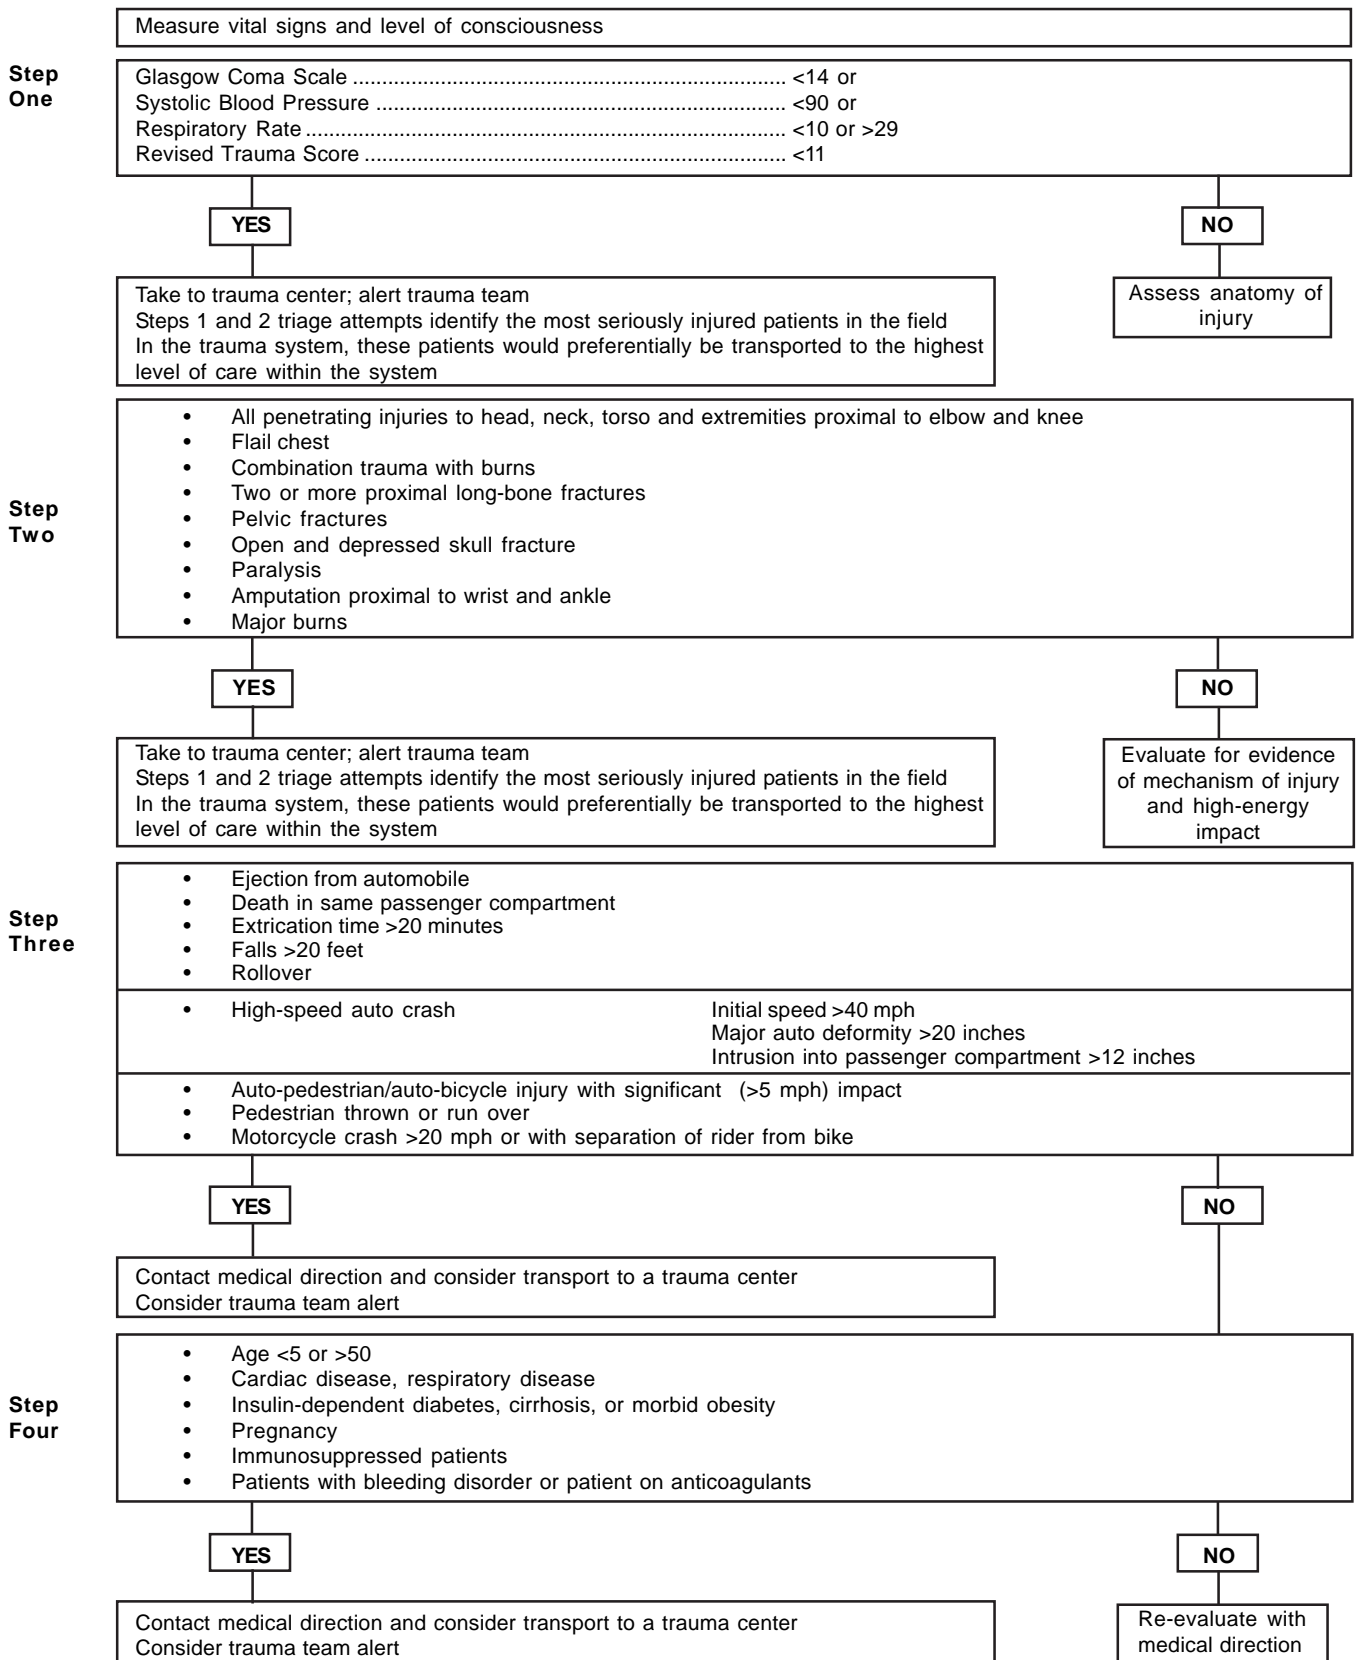 Measure vital signs and level of consciousness
Step
One
Glasgow Coma Scale .......................................................................... <14 or
Systolic Blood Pressure ...................................................................... <90 or
Respiratory Rate .................................................................................. <10 or >29
Revised Trauma Score ........................................................................ <11
YES
NO
Take to trauma center; alert trauma team
Steps 1 and 2 triage attempts identify the most seriously injured patients in the field
In the trauma system, these patients would preferentially be transported to the highest
level of care within the system
Assess anatomy of
injury
Step
Two
• All penetrating injuries to head, neck, torso and extremities proximal to elbow and knee
• Flail chest
• Combination trauma with burns
• Two or more proximal long-bone fractures
• Pelvic fractures
• Open and depressed skull fracture
• Paralysis
• Amputation proximal to wrist and ankle
• Major burns
YES
NO
Take to trauma center; alert trauma team
Steps 1 and 2 triage attempts identify the most seriously injured patients in the field
In the trauma system, these patients would preferentially be transported to the highest
level of care within the system
Evaluate for evidence
of mechanism of injury
and high-energy
impact
Step
Three
• Ejection from automobile
• Death in same passenger compartment
• Extrication time >20 minutes
• Falls >20 feet
• Rollover
• High-speed auto crash Initial speed >40 mph
Major auto deformity >20 inches
Intrusion into passenger compartment >12 inches
• Auto-pedestrian/auto-bicycle injury with significant (>5 mph) impact
• Pedestrian thrown or run over
• Motorcycle crash >20 mph or with separation of rider from bike
YES
NO
Contact medical direction and consider transport to a trauma center
Consider trauma team alert
Step
Four
• Age <5 or >50
• Cardiac disease, respiratory disease
• Insulin-dependent diabetes, cirrhosis, or morbid obesity
• Pregnancy
• Immunosuppressed patients
• Patients with bleeding disorder or patient on anticoagulants
YES
NO
Contact medical direction and consider transport to a trauma center
Consider trauma team alert
Re-evaluate with
medical direction